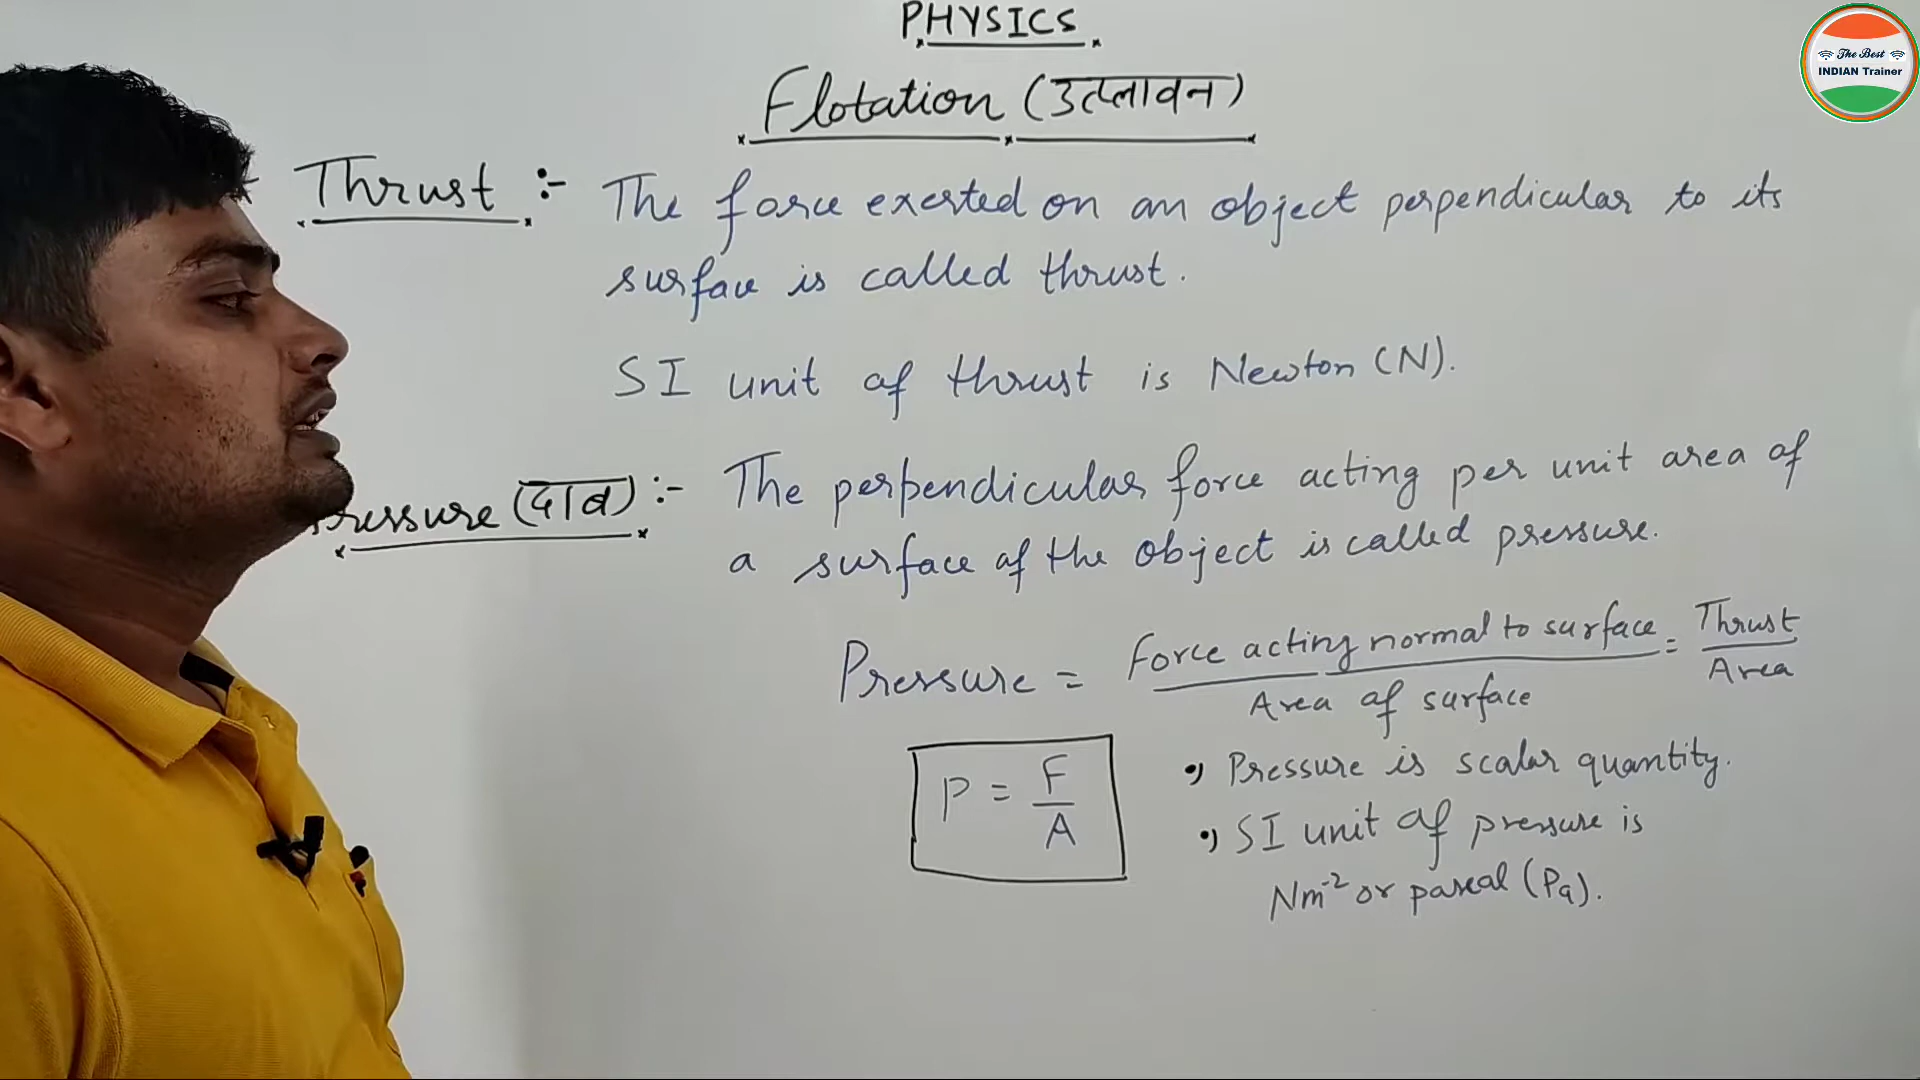 PHYSICS
The Best
INDIAN Trainer
Flotation (उत्प्लावन)
Thrust :- The force exerted on an object perpendicular to its
surface is called thrust.
SI unit of thrust is Newton (N).
Pressure (दाब) :- The perpendicular force acting per unit area of
a surface of the object is called pressure.
Pressure = Force acting normal to surface / Area of surface = Thrust / Area
P = F / A
•) Pressure is scalar quantity.
•) SI unit of pressure is
Nm⁻² or pascal (Pa).